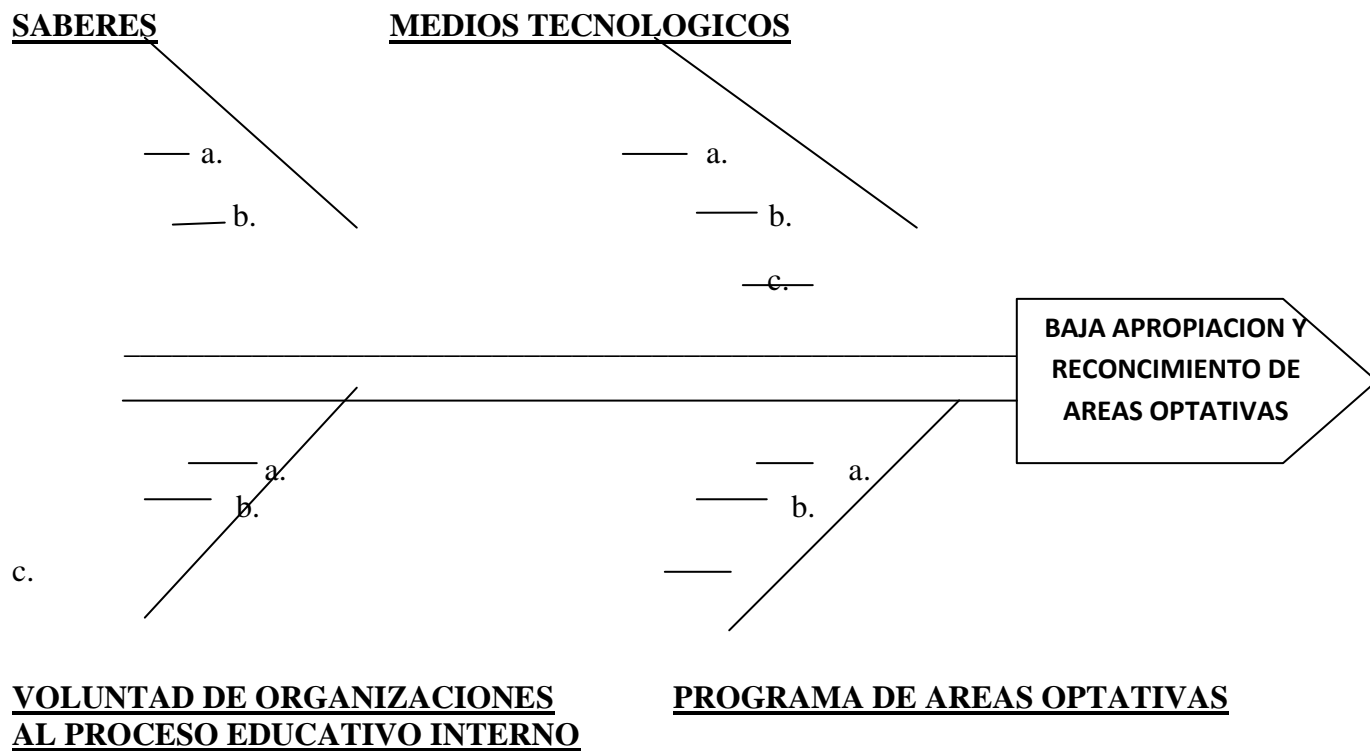 SABERES MEDIOS TECNOLOGICOS
a. a.
b. b.
c.
BAJA APROPIACION Y
RECONCIMIENTO DE
AREAS OPTATIVAS
a. a.
b. b.
c.
VOLUNTAD DE ORGANIZACIONES PROGRAMA DE AREAS OPTATIVAS
AL PROCESO EDUCATIVO INTERNO